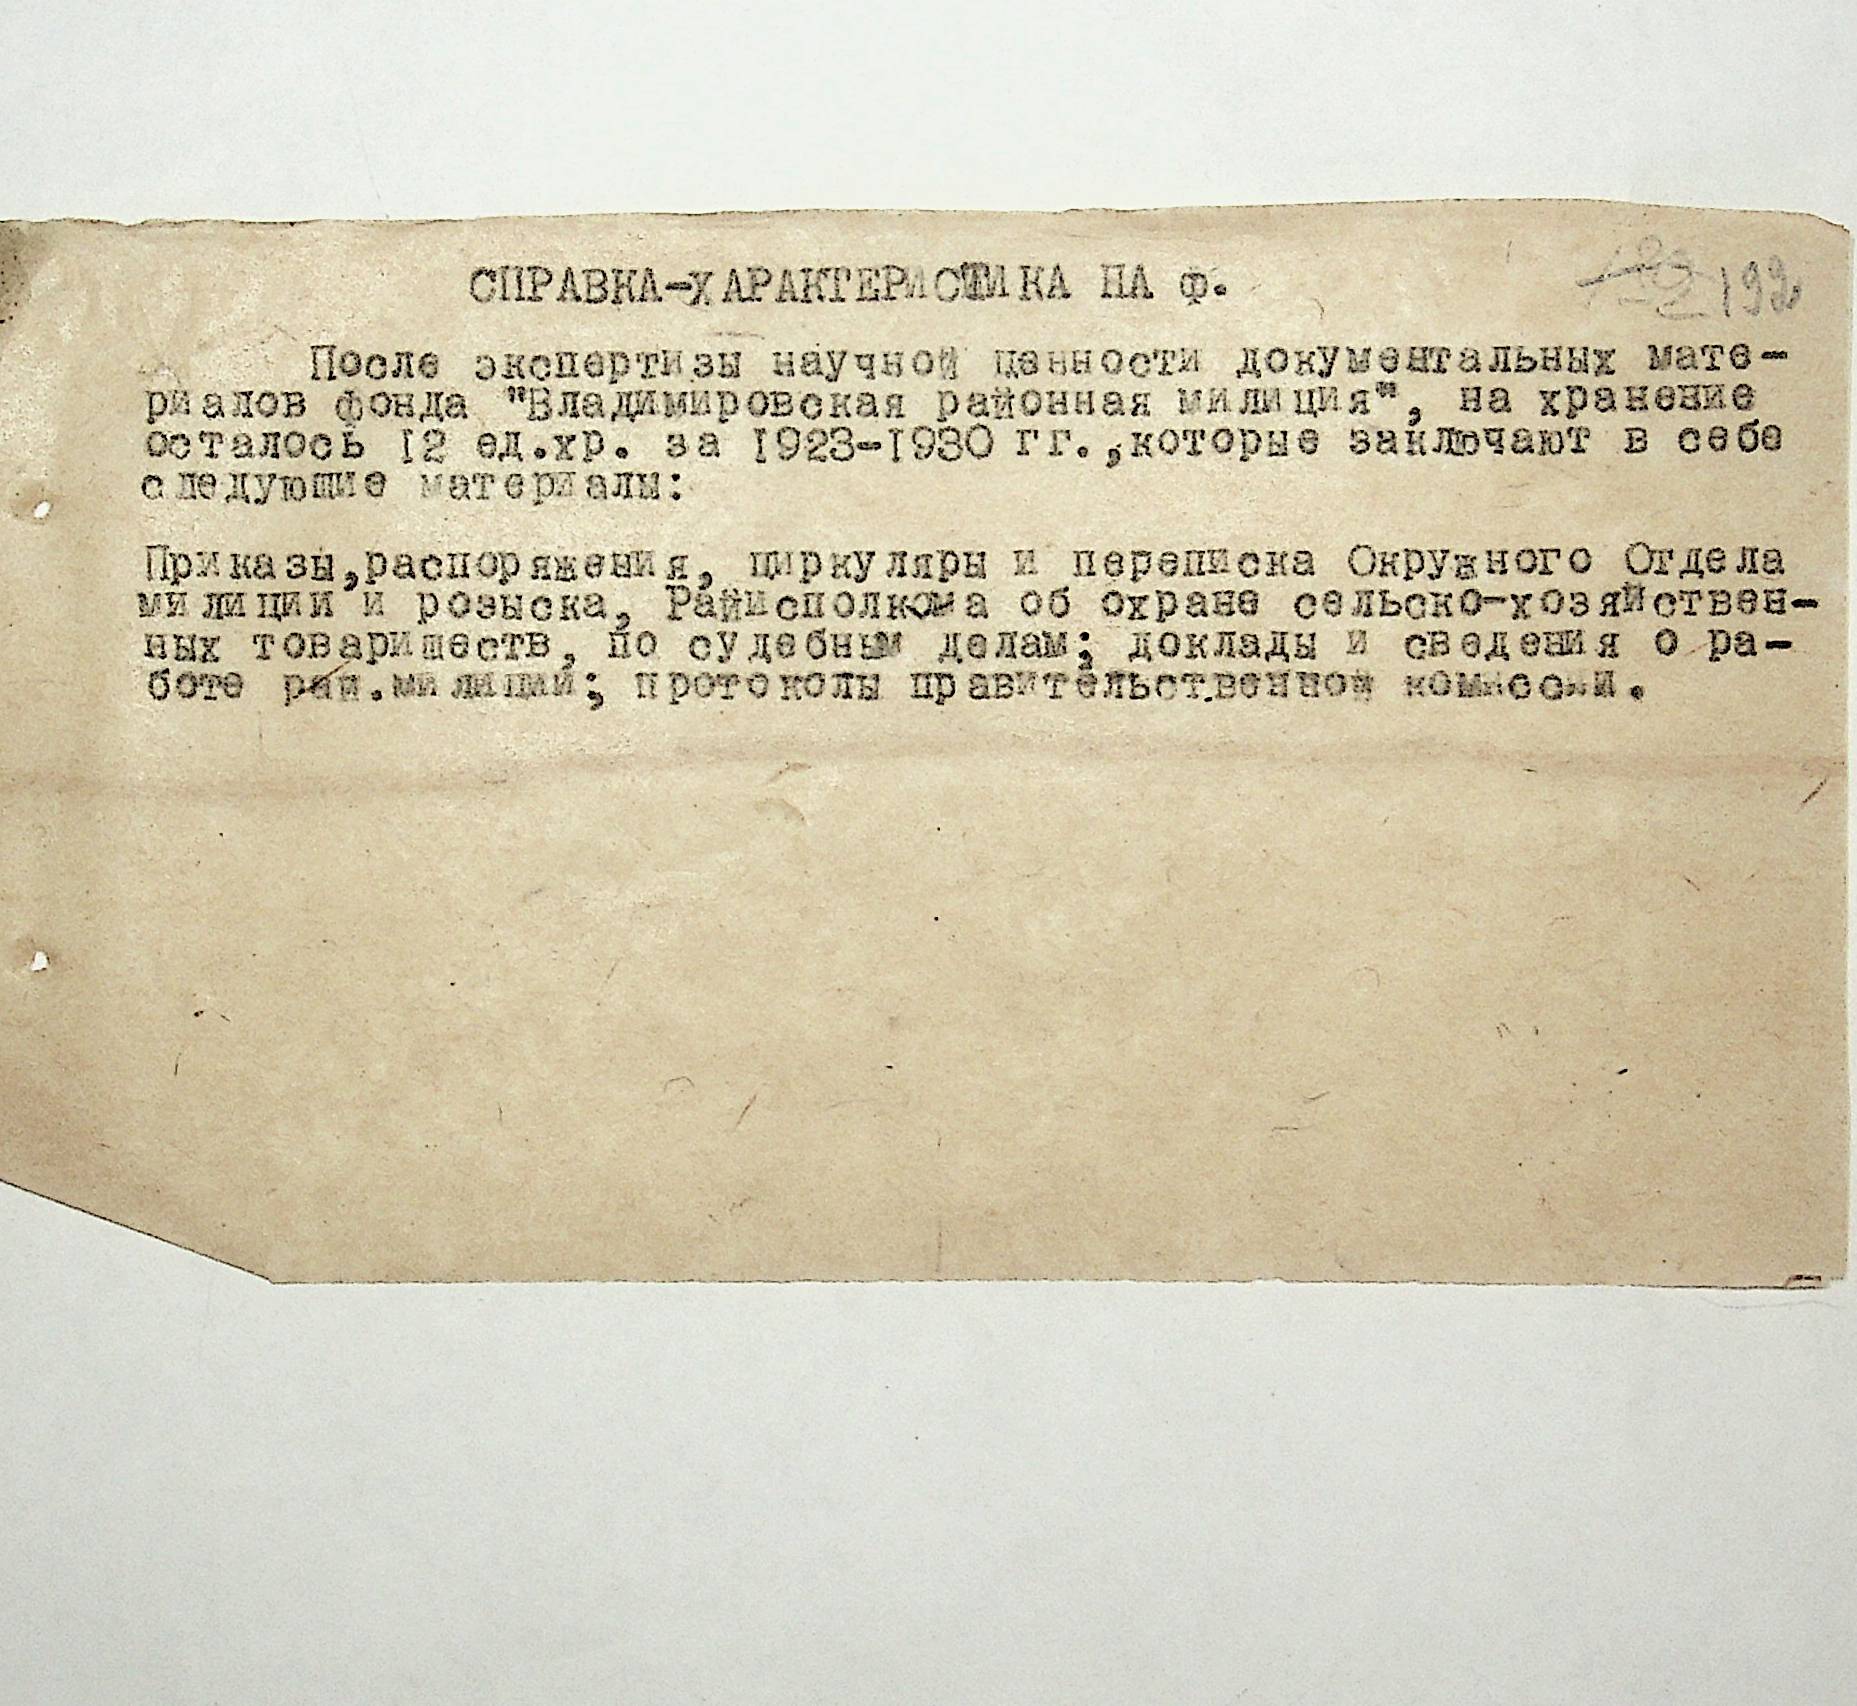 192
СПРАВКА-ХАРАКТЕРИСТИКА НА ф.
После экспертизы научной ценности документальных мате-
риалов фонда "Владимировская районная милиция", на хранение
осталось 12 ед.хр. за 1923-1930 гг.,которые заключают в себе
следующие материалы:
Приказы,распоряжения, циркуляры и переписка Окружного Отдела
милиции и розыска, Райисполкома об охране сельско-хозяйствен-
ных товариществ, по судебным делам; доклады и сведения о ра-
боте рай.милиции; протоколы правительственной комиссии.